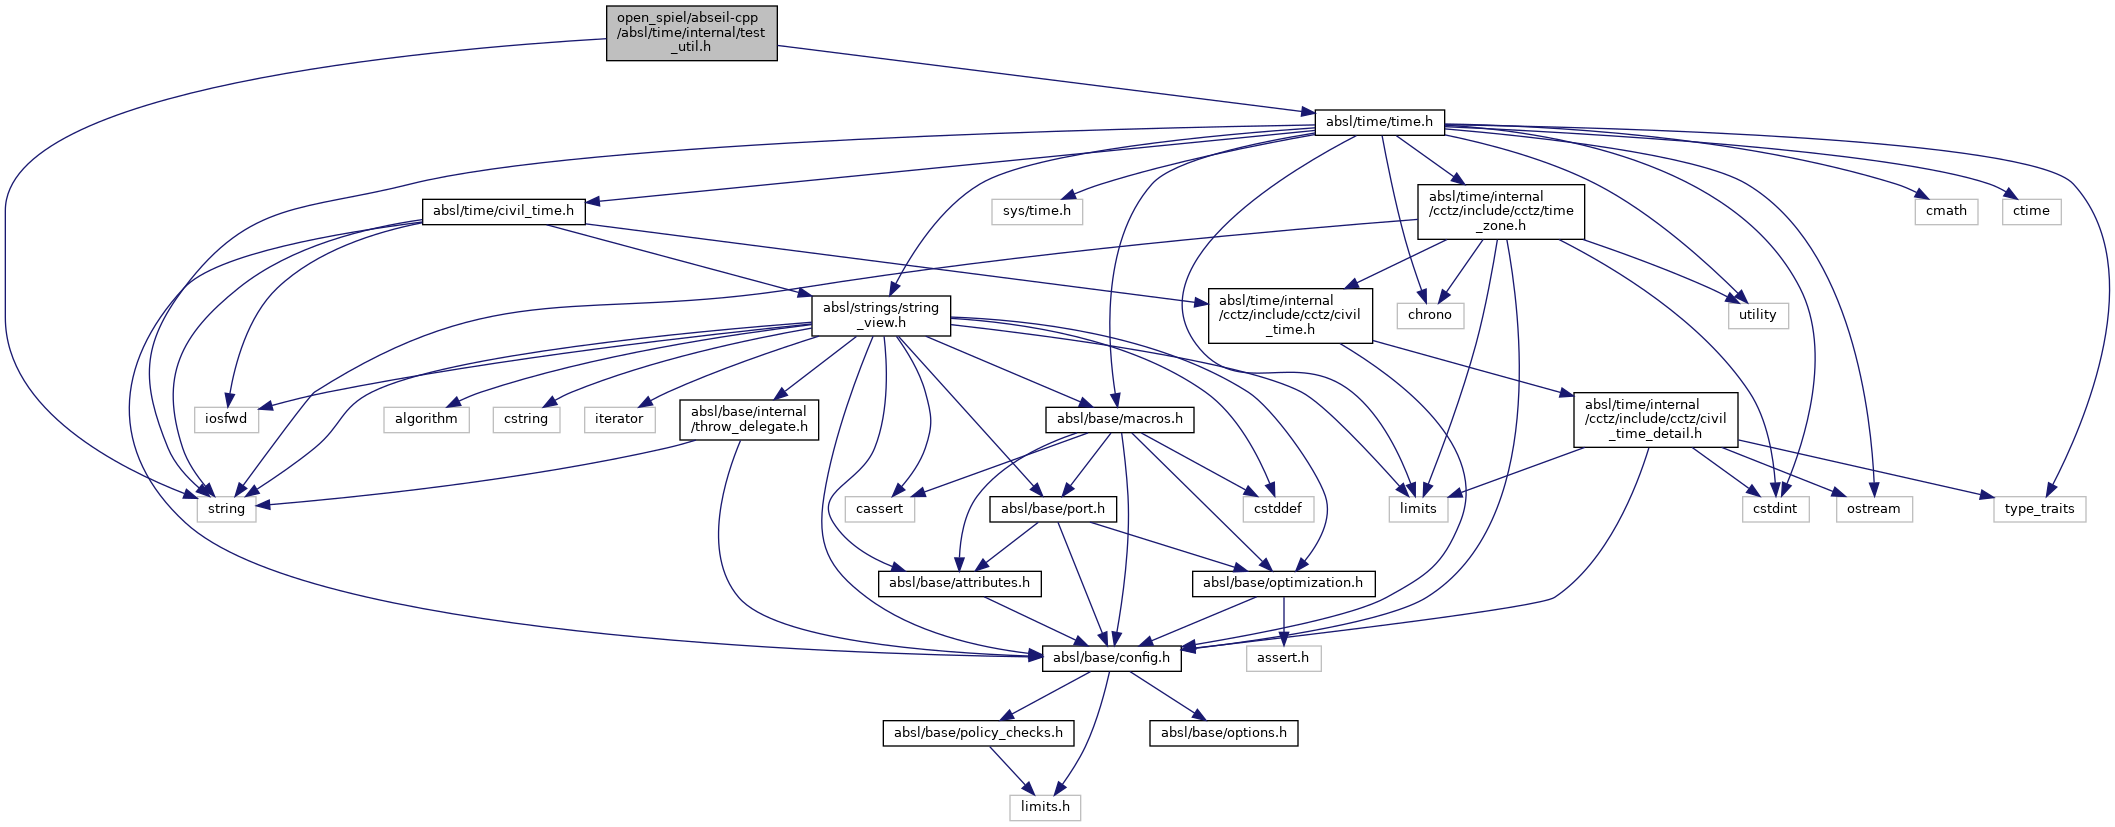 open_spiel/abseil-cpp
/absl/time/internal/test
_util.h
absl/time/time.h
absl/time/civil_time.h
sys/time.h
absl/time/internal
/cctz/include/cctz/time
_zone.h
cmath
ctime
absl/strings/string
_view.h
absl/time/internal
/cctz/include/cctz/civil
_time.h
chrono
utility
iosfwd
algorithm
cstring
iterator
absl/base/internal
/throw_delegate.h
absl/base/macros.h
absl/time/internal
/cctz/include/cctz/civil
_time_detail.h
string
cassert
absl/base/port.h
cstddef
limits
cstdint
ostream
type_traits
absl/base/attributes.h
absl/base/optimization.h
absl/base/config.h
assert.h
absl/base/policy_checks.h
absl/base/options.h
limits.h